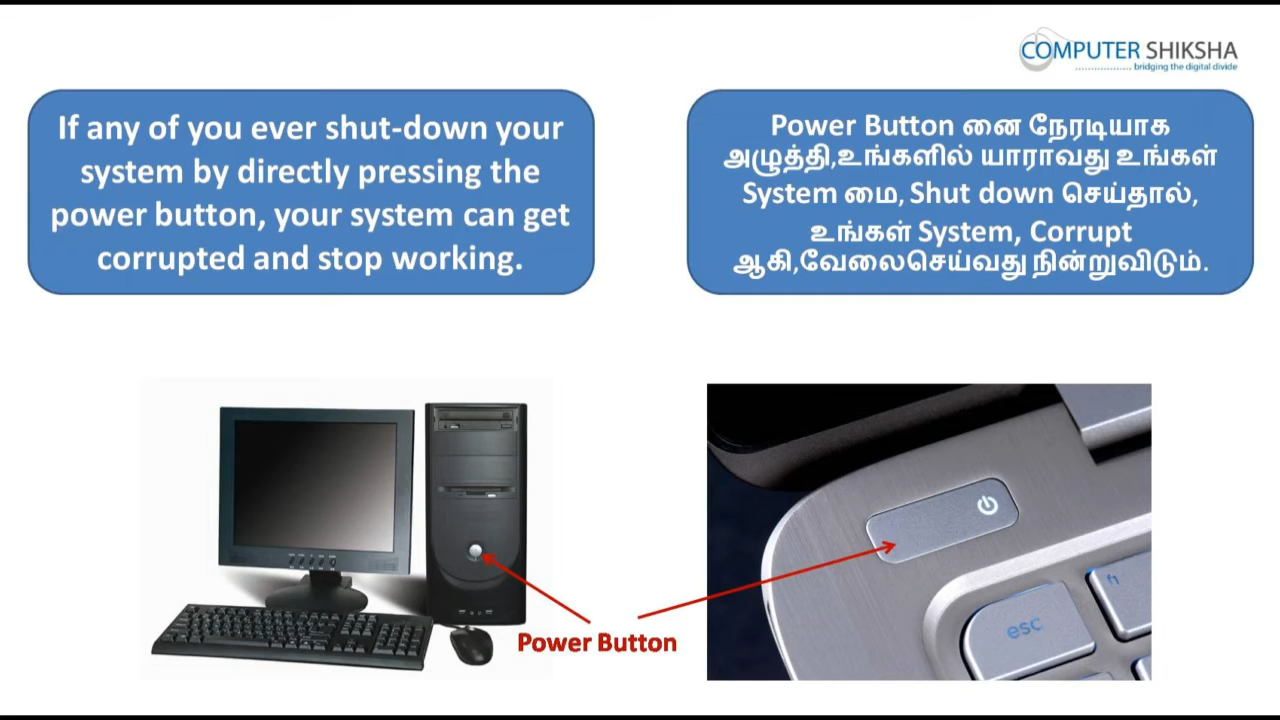 COMPUTER SHIKSHA
bridging the digital divide
If any of you ever shut-down your
system by directly pressing the
power button, your system can get
corrupted and stop working.
Power Button னை நேரடியாக
அழுத்தி,உங்களில் யாராவது உங்கள்
System மை, Shut down செய்தால்,
உங்கள் System, Corrupt
ஆகி,வேலைசெய்வது நின்றுவிடும்.
Power Button
esc
f1